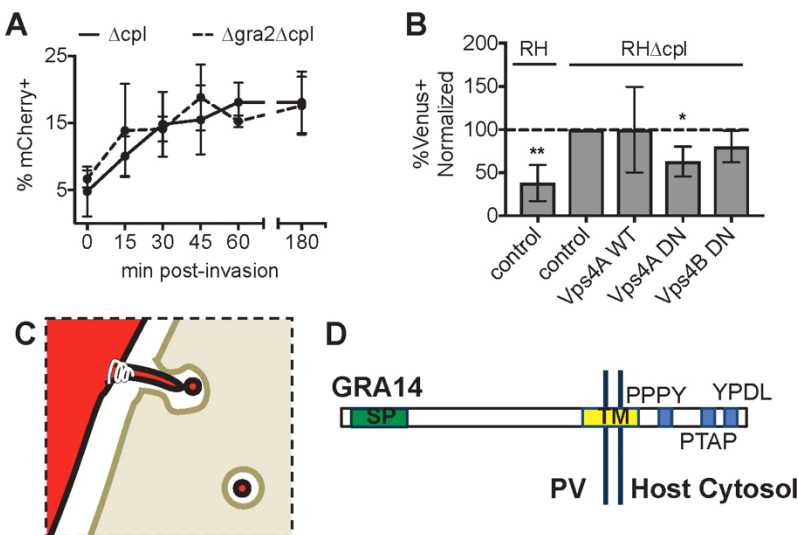 A
Δcpl
Δgra2Δcpl
% mCherry+
25
15
5
0
15
30
45
60
180
min post-invasion
B
RH
RHΔcpl
%Venus+
Normalized
200
150
100
50
0
**
*
control
control
Vps4A WT
Vps4A DN
Vps4B DN
C
D
GRA14
SP
TM
PPPY
PTAP
YPDL
PV
Host Cytosol